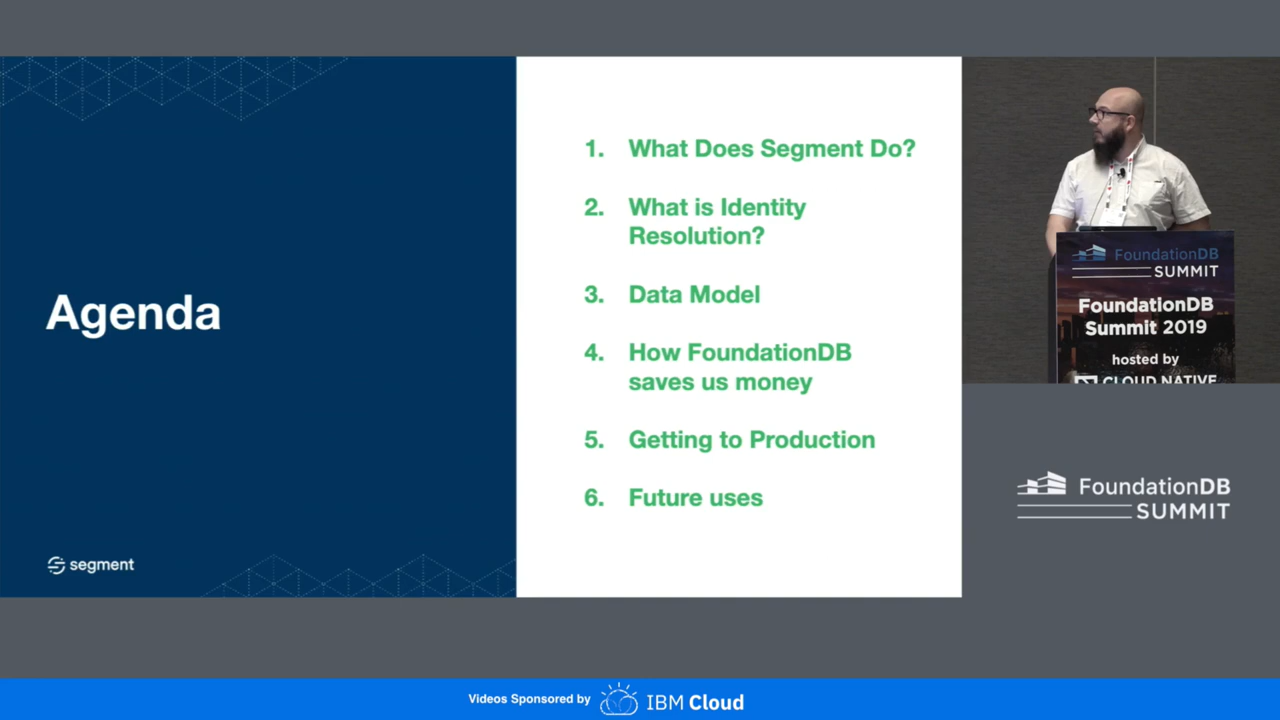 Agenda
segment
1. What Does Segment Do?
2. What is Identity
Resolution?
3. Data Model
4. How FoundationDB
saves us money
5. Getting to Production
6. Future uses
FoundationDB
SUMMIT
FoundationDB
Summit 2019
hosted by
CLOUD NATIVE
FoundationDB
SUMMIT
Videos Sponsored by IBM Cloud